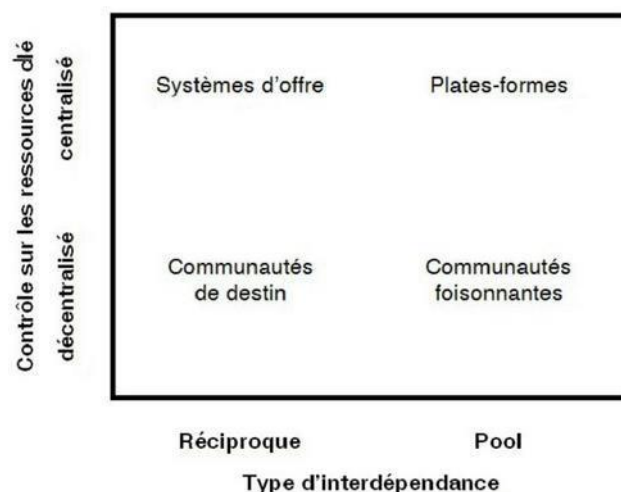 Contrôle sur les ressources clé
centralisé
décentralisé
Systèmes d'offre
Plates-formes
Communautés
de destin
Communautés
foisonnantes
Réciproque
Pool
Type d'interdépendance